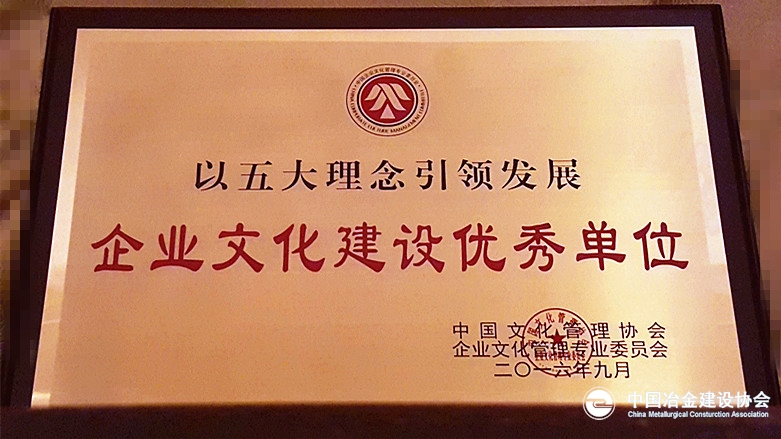 以五大理念引领发展
企业文化建设优秀单位
中国文化管理协会
企业文化管理专业委员会
二〇一六年九月
中国冶金建设协会
China Metallurgical Consturction Association